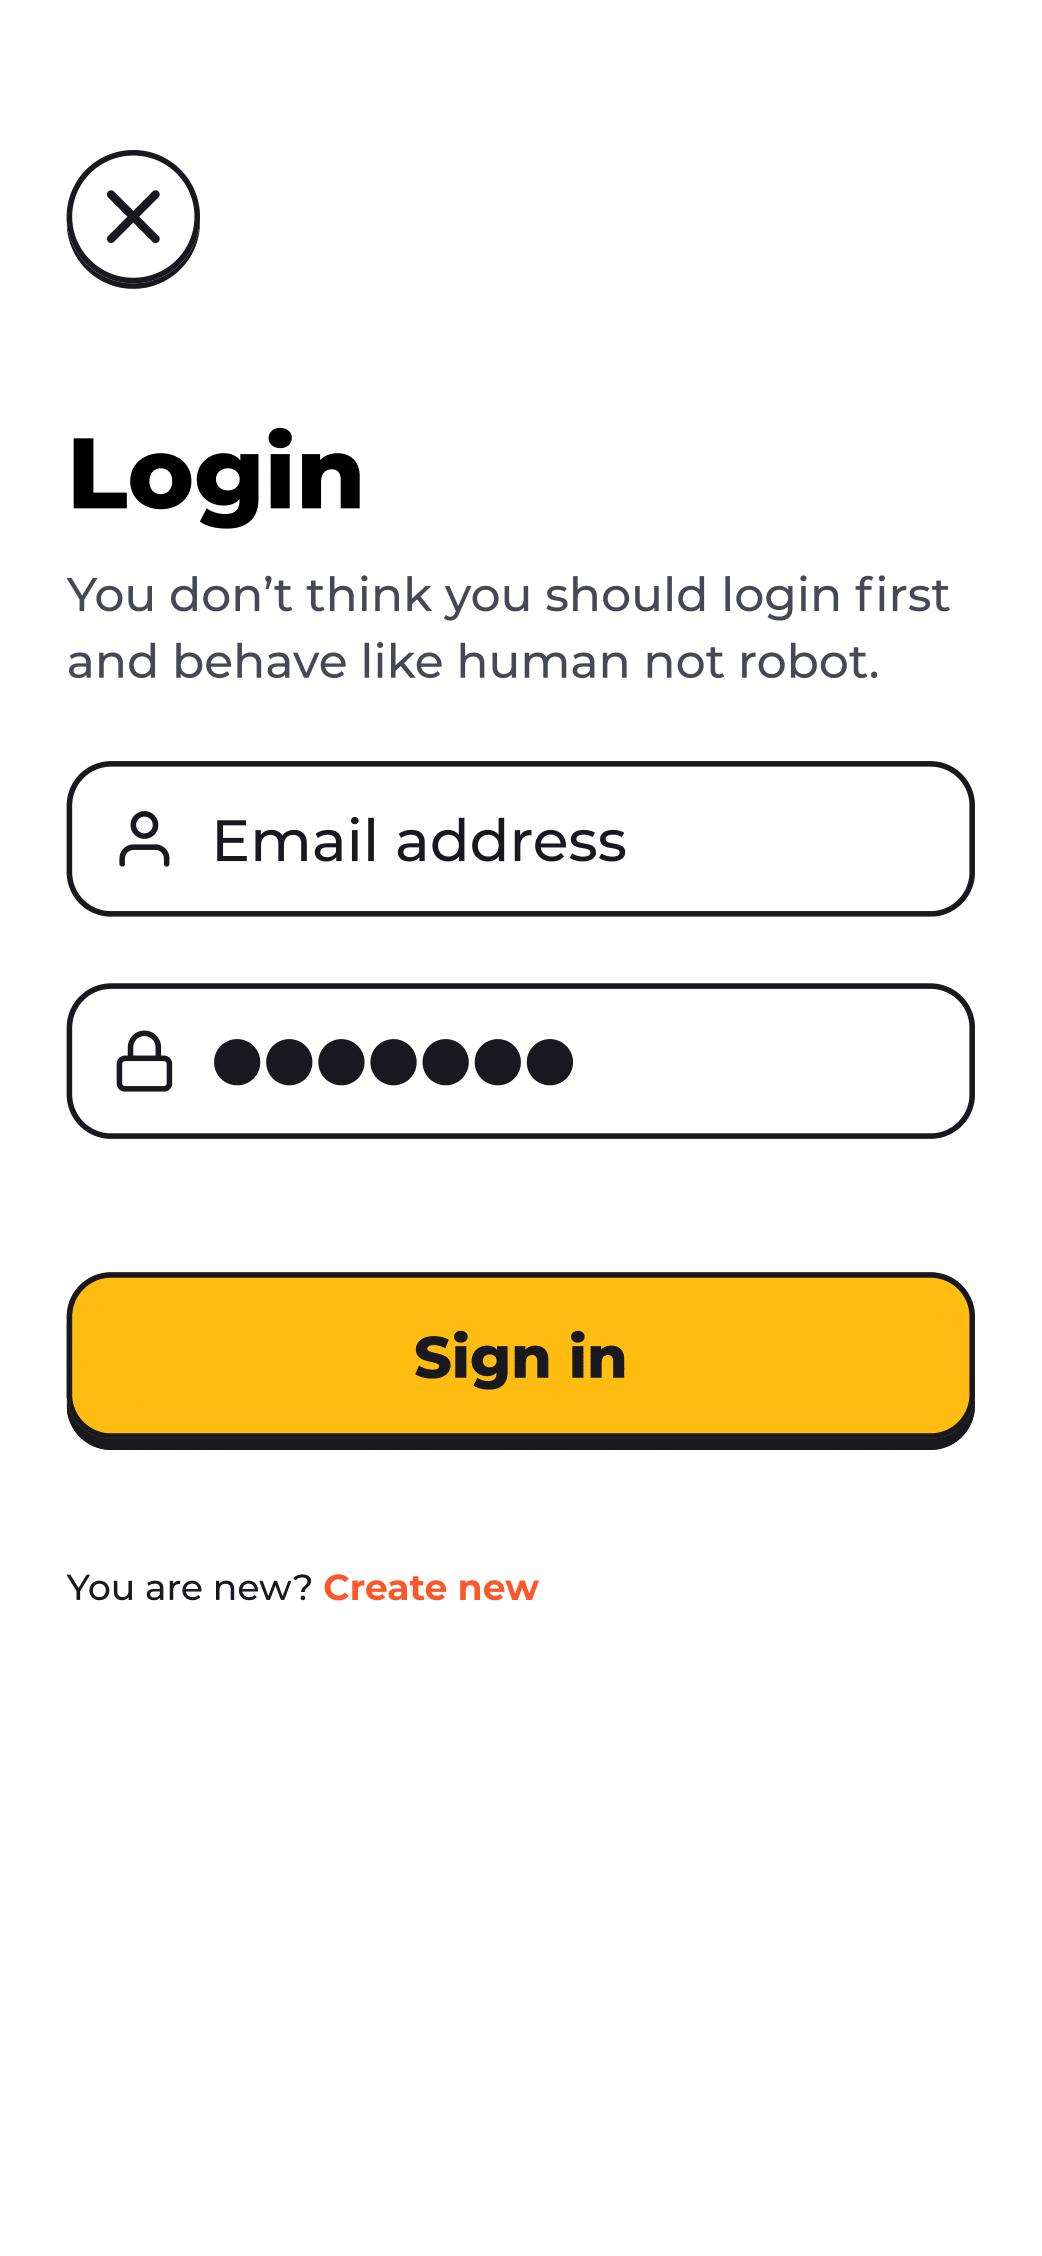 Login
You don’t think you should login first
and behave like human not robot.
Email address
Sign in
You are new? Create new